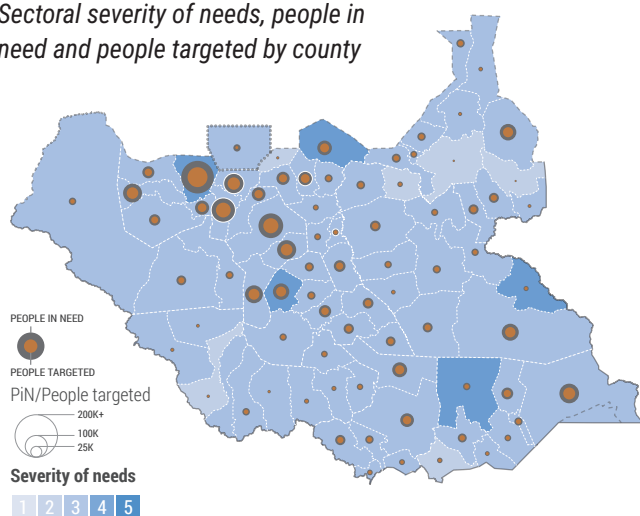 Sectoral severity of needs, people in
need and people targeted by county
PEOPLE IN NEED
PEOPLE TARGETED
PiN/People targeted
200K+
100K
25K
Severity of needs
1 2 3 4 5